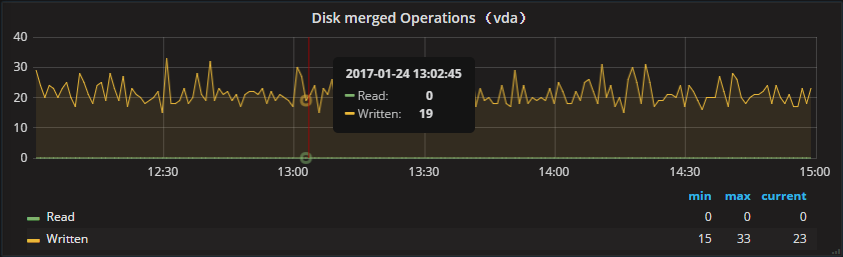 Disk merged Operations （vda）
40
30
20
10
0
2017-01-24 13:02:45
Read: 0
Written: 19
12:30 13:00 13:30 14:00 14:30 15:00
min max current
Read 0 0 0
Written 15 33 23